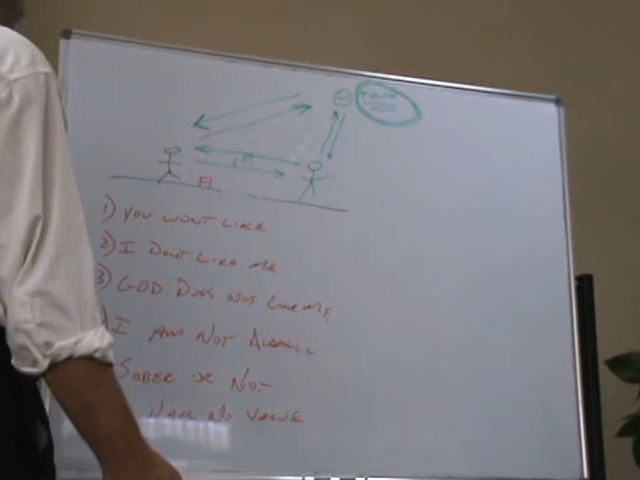 1) YOU WONT LIKE
2) I DONT LIKE ME
3) GOD DOES NOT LIKE ME.
I AM NOT
SOBER OR NOT
HAVE NO VALUE